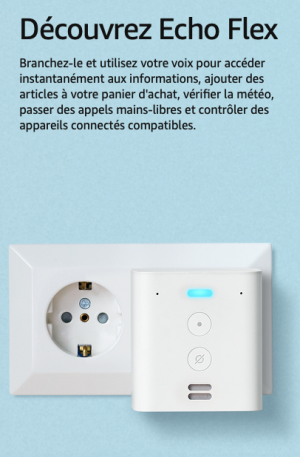 Découvrez Echo Flex
Branchez-le et utilisez votre voix pour accéder
instantanément aux informations, ajouter des
articles à votre panier d'achat, vérifier la météo,
passer des appels mains-libres et contrôler des
appareils connectés compatibles.